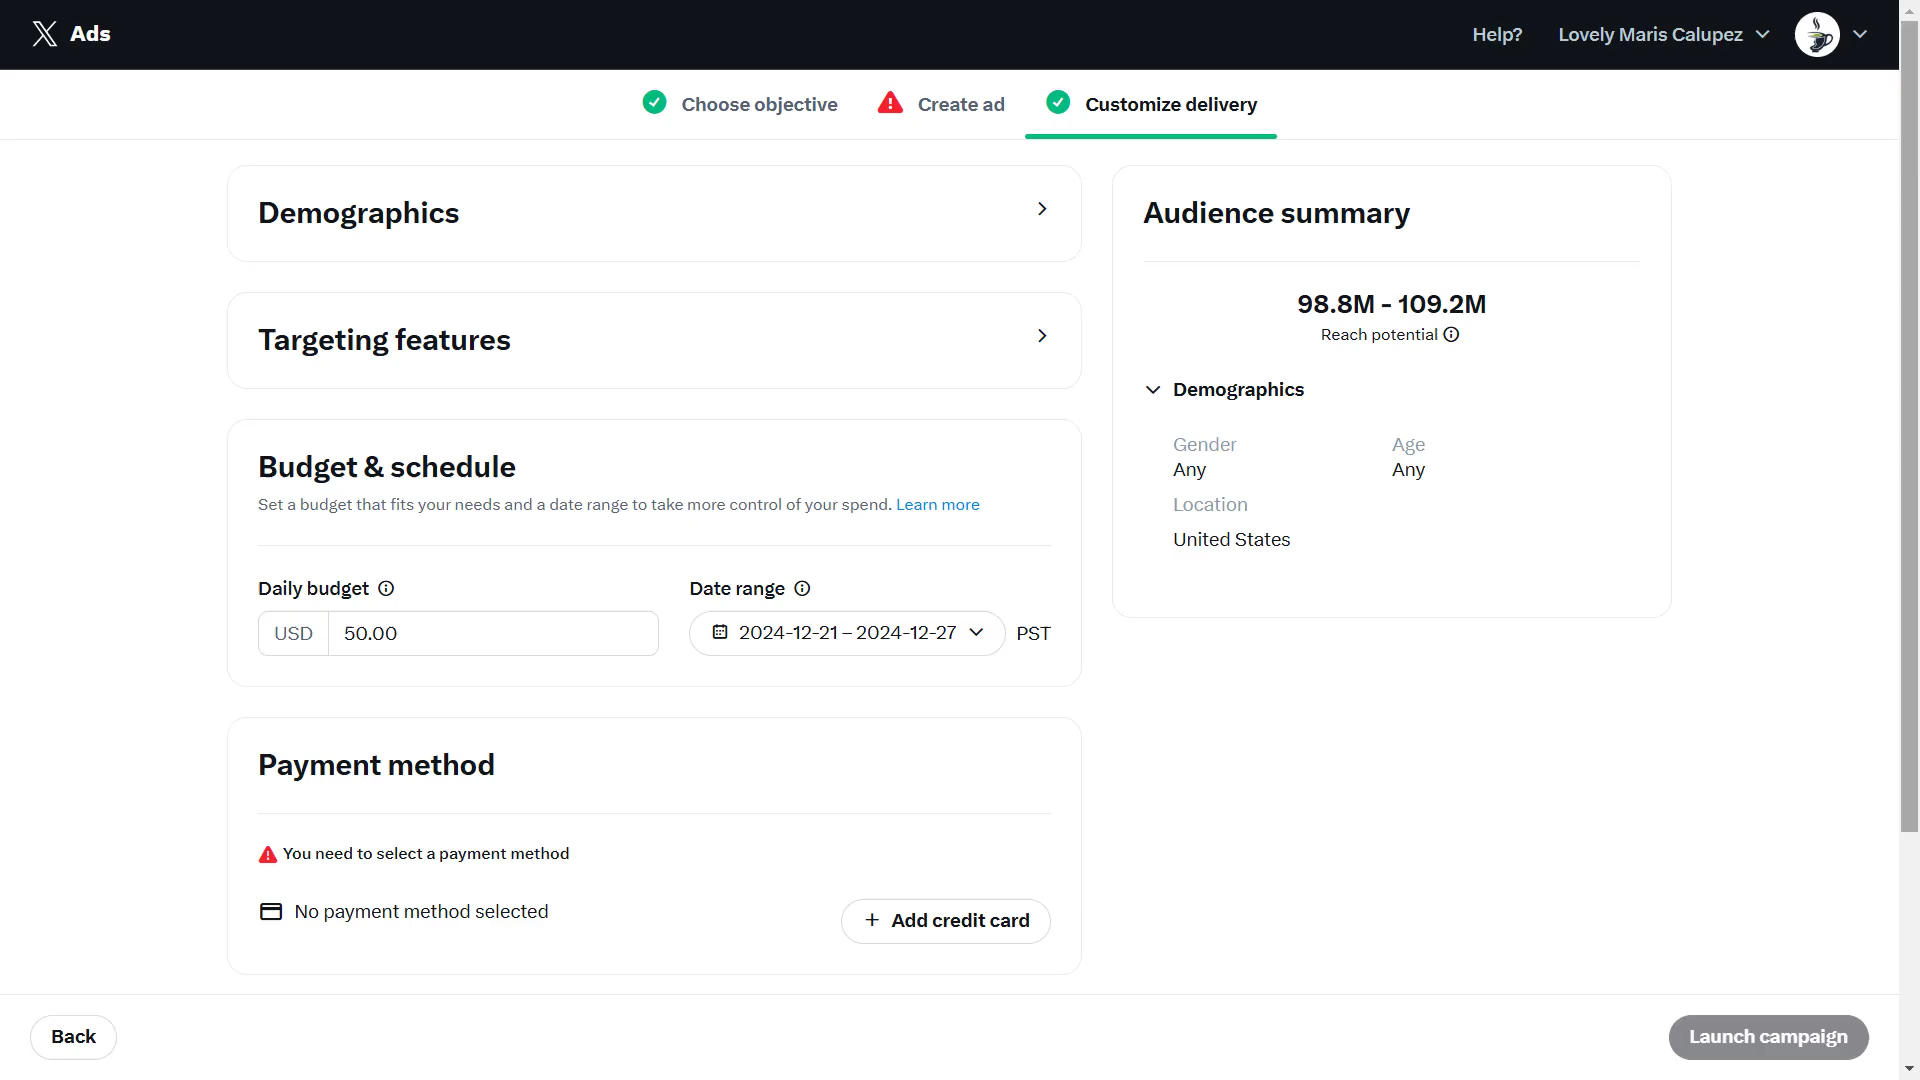 Ads
Help?
Lovely Maris Calupez
Choose objective
Create ad
Customize delivery
Demographics
Targeting features
Budget & schedule
Set a budget that fits your needs and a date range to take more control of your spend. Learn more
Daily budget
Date range
USD
50.00
2024-12-21 – 2024-12-27
PST
Payment method
You need to select a payment method
No payment method selected
+ Add credit card
Audience summary
98.8M - 109.2M
Reach potential
Demographics
Gender
Age
Any
Any
Location
United States
Back
Launch campaign